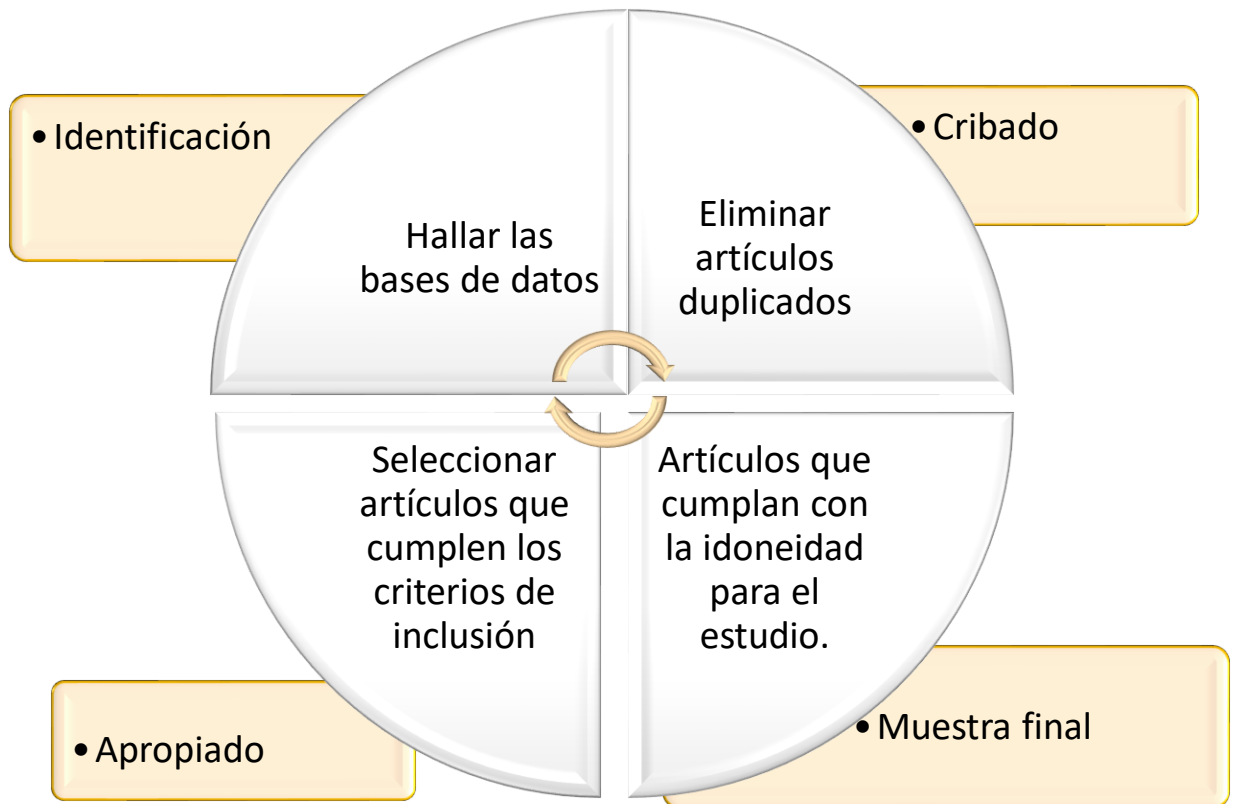 • Identificación
Hallar las
bases de datos
• Cribado
Eliminar
artículos
duplicados
• Apropiado
Seleccionar
artículos que
cumplen los
criterios de
inclusión
• Muestra final
Artículos que
cumplan con
la idoneidad
para el
estudio.